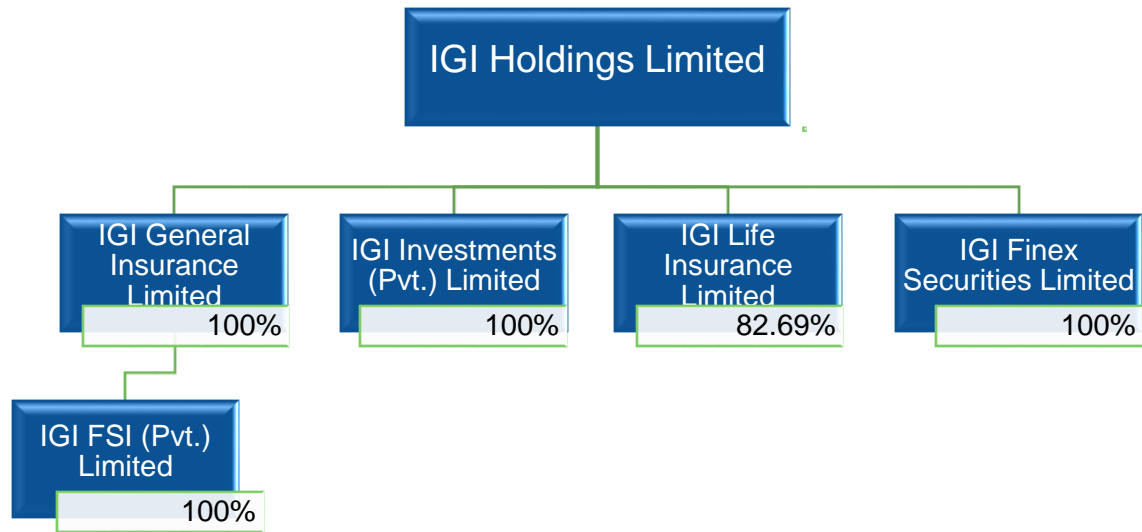 IGI Holdings Limited
IGI General
Insurance
Limited
100%
IGI Investments
(Pvt.) Limited
100%
IGI Life
Insurance
Limited
82.69%
IGI Finex
Securities Limited
100%
IGI FSI (Pvt.)
Limited
100%